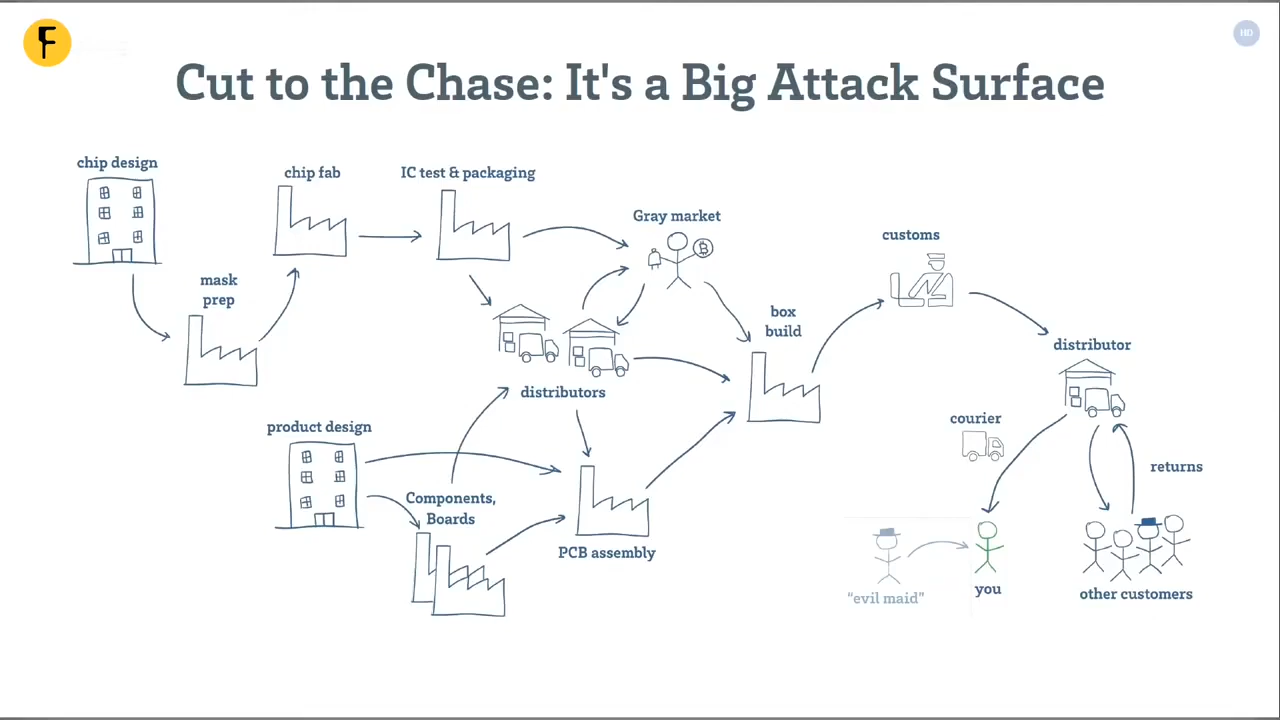 F
HD
Cut to the Chase: It's a Big Attack Surface
chip design
chip fab
IC test & packaging
Gray market
customs
mask
prep
box
build
distributor
distributors
product design
courier
returns
Components,
Boards
PCB assembly
"evil maid"
you
other customers